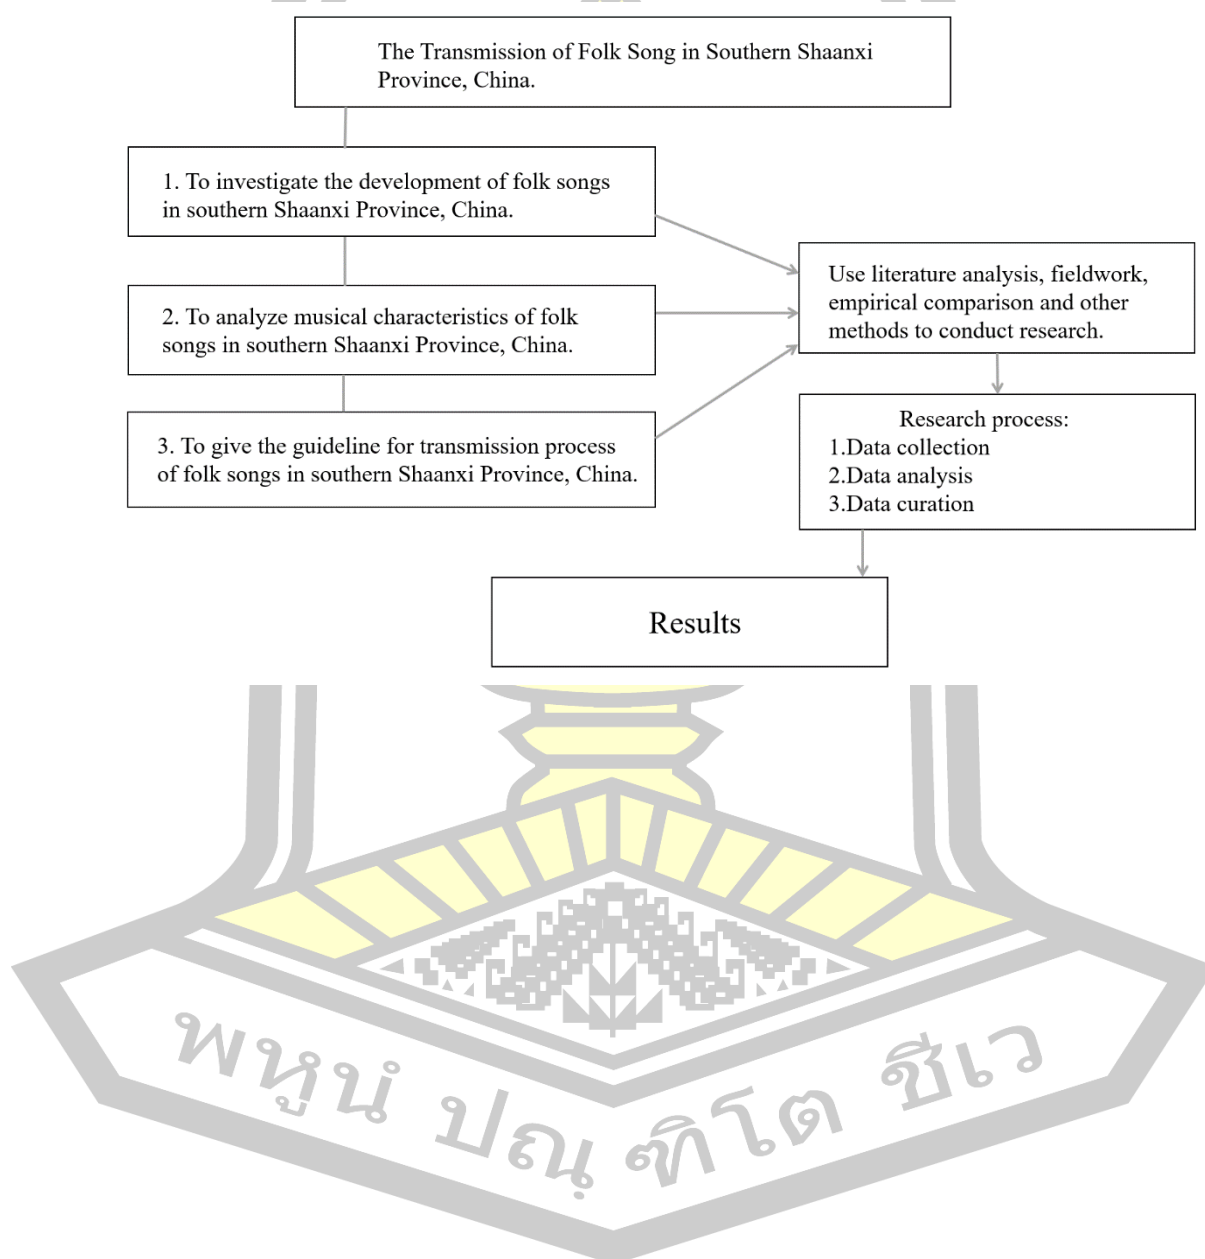 The Transmission of Folk Song in Southern Shaanxi
Province, China.
1. To investigate the development of folk songs
in southern Shaanxi Province, China.
2. To analyze musical characteristics of folk
songs in southern Shaanxi Province, China.
3. To give the guideline for transmission process
of folk songs in southern Shaanxi Province, China.
Use literature analysis, fieldwork,
empirical comparison and other
methods to conduct research.
Research process:
1.Data collection
2.Data analysis
3.Data curation
Results
พหูนํ ปณฺฑิโต ชีเว